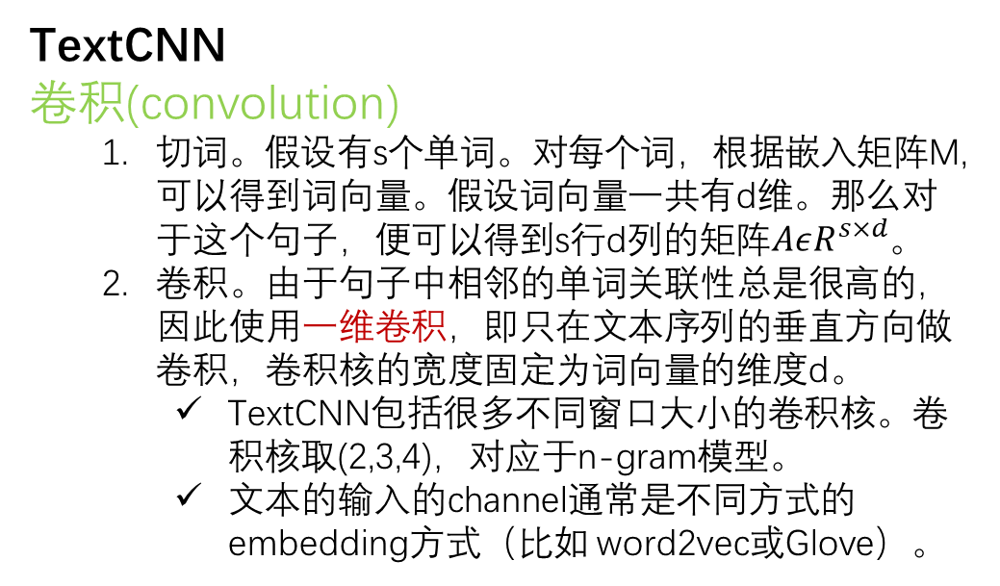 TextCNN
卷积(convolution)
1. 切词。假设有s个单词。对每个词，根据嵌入矩阵M,
可以得到词向量。假设词向量一共有d维。那么对
于这个句子，便可以得到s行d列的矩阵AϵR^{s×d}。
2. 卷积。由于句子中相邻的单词关联性总是很高的，
因此使用一维卷积，即只在文本序列的垂直方向做
卷积，卷积核的宽度固定为词向量的维度d。
✓ TextCNN包括很多不同窗口大小的卷积核。卷
积核取(2,3,4)，对应于n-gram模型。
✓ 文本的输入的channel通常是不同方式的
embedding方式（比如 word2vec或Glove）。